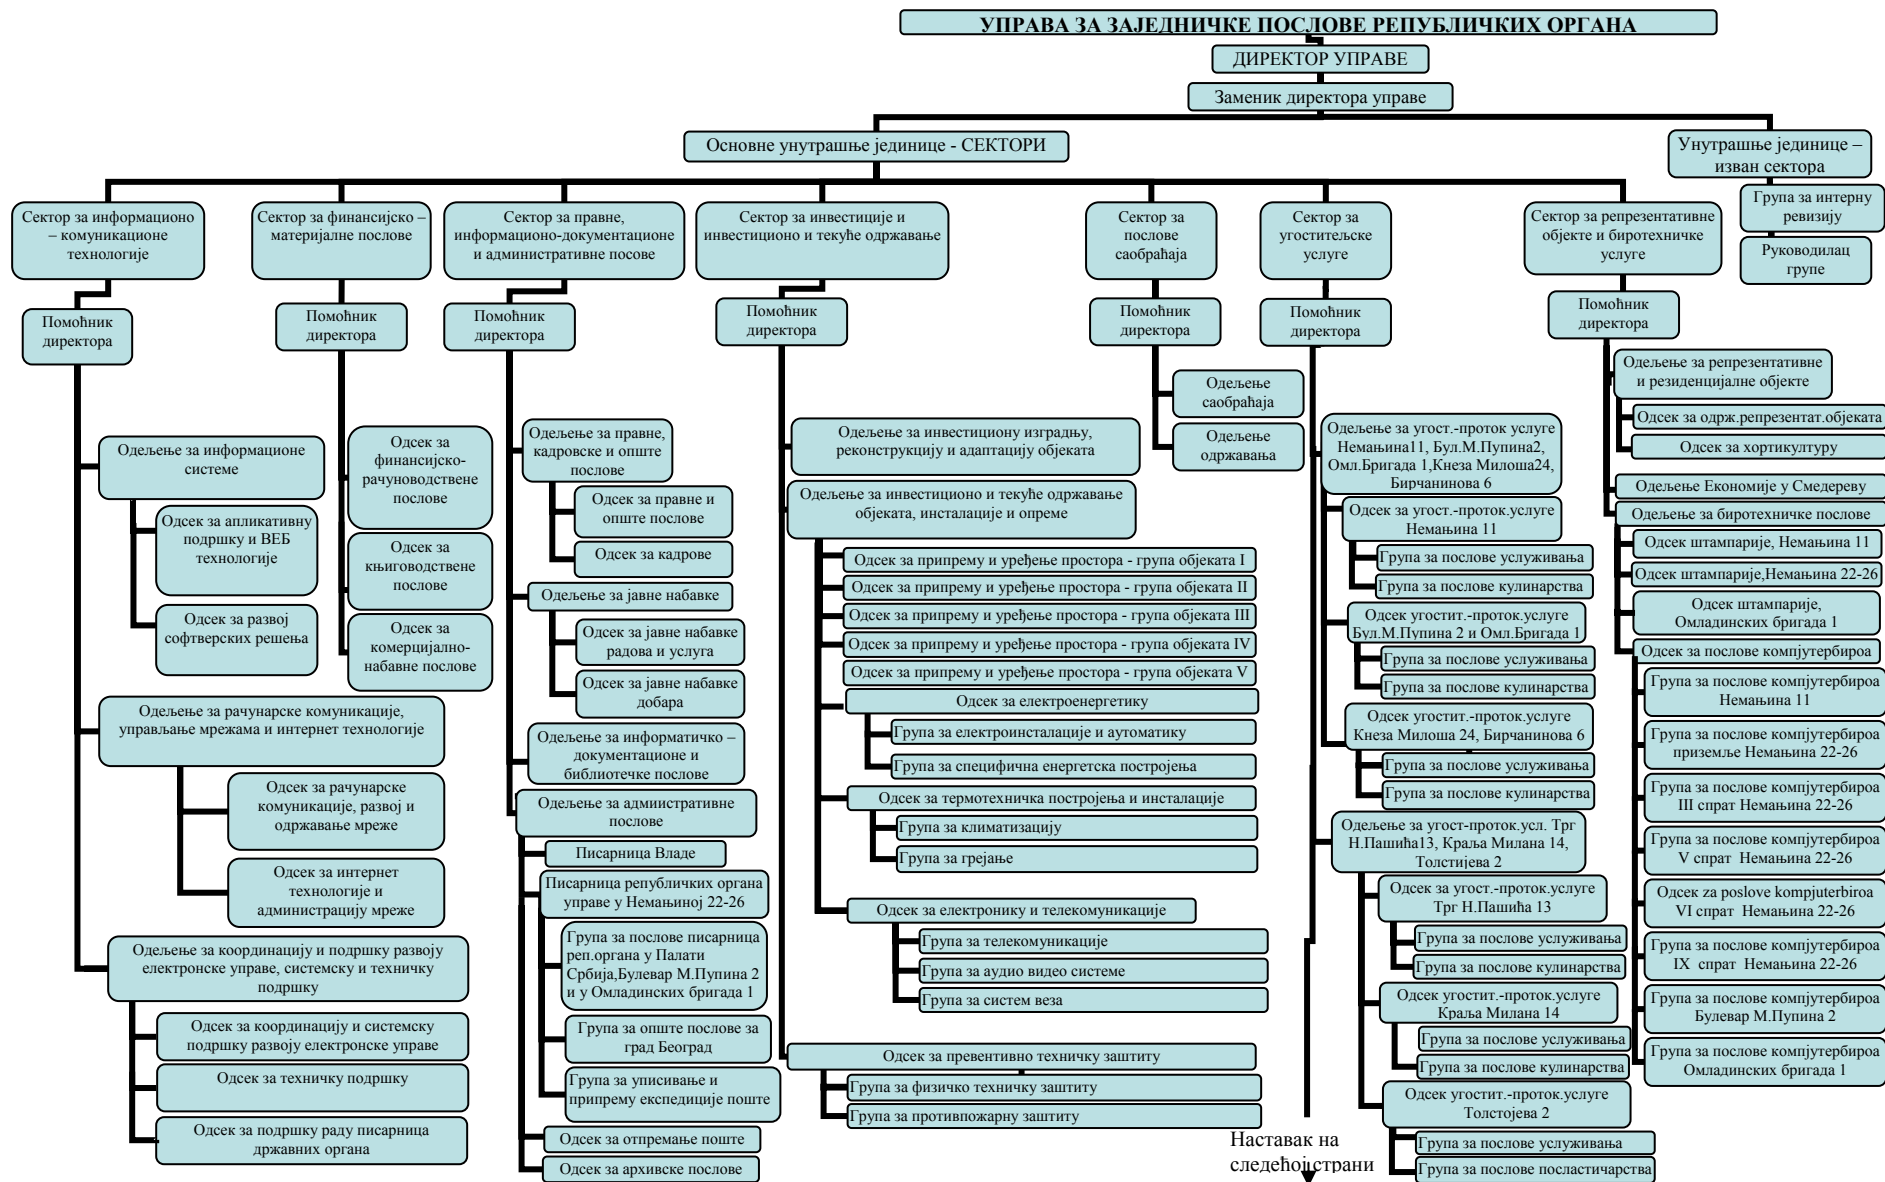 УПРАВА ЗА ЗАЈЕДНИЧКЕ ПОСЛОВЕ РЕПУБЛИЧКИХ ОРГАНА
ДИРЕКТОР УПРАВЕ
Заменик директора управе
Основне унутрашње јединице - СЕКТОРИ
Унутрашње јединице –
изван сектора
Група за интерну
ревизију
Руководилац
групе
Сектор за информационо
– комуникационе
технологије
Помоћник
директора
Одељење за информационе
системе
Одсек за апликативну
подршку и ВЕБ
технологије
Одсек за развој
софтверских решења
Одељење за рачунарске комуникације,
управљање мрежама и интернет технологије
Одсек за рачунарске
комуникације, развој и
одржавање мреже
Одсек за интернет
технологије и
администрацију мреже
Одељење за координацију и подршку развоју
електронске управе, системску и техничку
подршку
Одсек за координацију и системску
подршку развоју електронске управе
Одсек за техничку подршку
Одсек за подршку раду писарница
државних органа
Сектор за финансијско –
материјалне послове
Помоћник
директора
Одсек за
финансијско-
рачуноводствене
послове
Одсек за
књиговодствене
послове
Одсек за
комерцијално-
набавне послове
Сектор за правне,
информационо-документационе
и административне посове
Помоћник
директора
Одељење за правне,
кадровске и опште
послове
Одсек за правне и
опште послове
Одсек за кадрове
Одељење за јавне набавке
Одсек за јавне набавке
радова и услуга
Одсек за јавне набавке
добара
Одељење за информатичко –
документационе и
библиотечке послове
Одељење за адмиистративне
послове
Писарница Владе
Писарница републичких органа
управе у Немањиној 22-26
Група за послове писарница
реп.органа у Палати
Србија,Булевар М.Пупина 2
и у Омладинских бригада 1
Група за опште послове за
град Београд
Група за уписивање и
припрему експедиције поште
Одсек за отпремање поште
Одсек за архивске послове
Сектор за инвестиције и
инвестиционо и текуће одржавање
Помоћник
директора
Одељење за инвестициону изградњу,
реконструкцију и адаптацију објеката
Одељење за инвестиционо и текуће одржавање
објеката, инсталације и опреме
Одсек за припрему и уређење простора - група објеката I
Одсек за припрему и уређење простора - група објеката II
Одсек за припрему и уређење простора - група објеката III
Одсек за припрему и уређење простора - група објеката IV
Одсек за припрему и уређење простора - група објеката V
Одсек за електроенергетику
Група за електроинсталације и аутоматику
Група за специфична енергетска постројења
Одсек за термотехничка постројења и инсталације
Група за климатизацију
Група за грејање
Одсек за електронику и телекомуникације
Група за телекомуникације
Група за аудио видео системе
Група за систем веза
Одсек за превентивно техничку заштиту
Група за физичко техничку заштиту
Група за противпожарну заштиту
Сектор за
послове
саобраћаја
Помоћник
директора
Одељење
саобраћаја
Одељење
одржавања
Сектор за
угоститељске
услуге
Помоћник
директора
Одељење за угост.-проток услуге
Немањина11, Бул.М.Пупина2,
Омл.Бригада 1,Кнеза Милоша24,
Бирчанинова 6
Одсек за угост.-проток.услуге
Немањина 11
Група за послове услуживања
Група за послове кулинарства
Одсек угостит.-проток.услуге
Бул.М.Пупина 2 и Омл.Бригада 1
Група за послове услуживања
Група за послове кулинарства
Одсек угостит.-проток.услуге
Кнеза Милоша 24, Бирчанинова 6
Група за послове услуживања
Група за послове кулинарства
Одељење за угост-проток.усл. Трг
Н.Пашића13, Краља Милана 14,
Толстијева 2
Одсек за угост.-проток.услуге
Трг Н.Пашића 13
Група за послове услуживања
Група за послове кулинарства
Одсек угостит.-проток.услуге
Краља Милана 14
Група за послове услуживања
Група за послове кулинарства
Одсек угостит.-проток.услуге
Толстојева 2
Група за послове услуживања
Група за послове посластичарства
Наставак на
следећој страни
Сектор за репрезентативне
објекте и биротехничке
услуге
Помоћник
директора
Одељење за репрезентативне
и резиденцијалне објекте
Одсек за одрж.репрезентат.објеката
Одсек за хортикултуру
Одељење Економије у Смедереву
Одељење за биротехничке послове
Одсек штампарије, Немањина 11
Одсек штампарије,Немањина 22-26
Одсек штампарије,
Омладинских бригада 1
Одсек за послове компјутербироа
Група за послове компјутербироа
Немањина 11
Група за послове компјутербироа
приземље Немањина 22-26
Група за послове компјутербироа
III спрат Немањина 22-26
Група за послове компјутербироа
V спрат Немањина 22-26
Одсек za poslove kompjuterbiroa
VI спрат Немањина 22-26
Група за послове компјутербироа
IX спрат Немањина 22-26
Група за послове компјутербироа
Булевар М.Пупина 2
Група за послове компјутербироа
Омладинских бригада 1